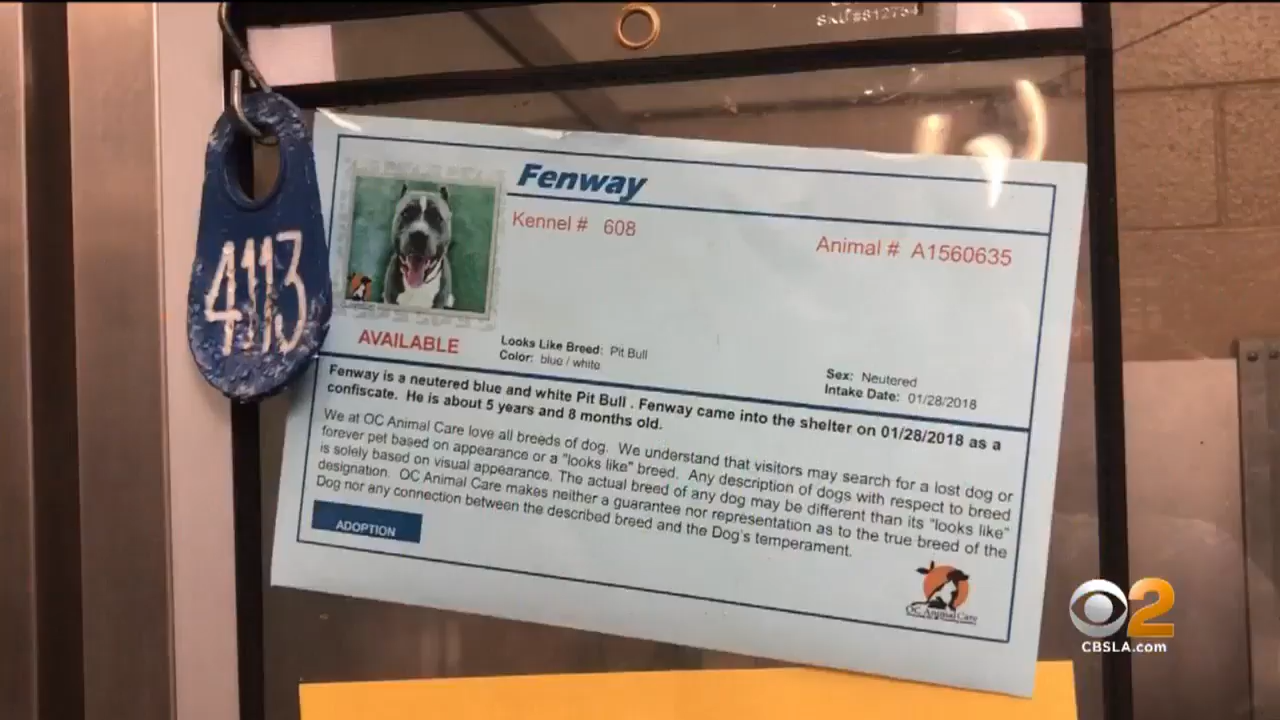 SKU#812754
4113
Fenway
Kennel # 608
Animal # A1560635
AVAILABLE
Looks Like Breed: Pit Bull
Color: blue / white
Sex: Neutered
Intake Date: 01/28/2018
Fenway is a neutered blue and white Pit Bull . Fenway came into the shelter on 01/28/2018 as a
confiscate. He is about 5 years and 8 months old.
We at OC Animal Care love all breeds of dog. We understand that visitors may search for a lost dog or
forever pet based on appearance or a "looks like" breed. Any description of dogs with respect to breed
is solely based on visual appearance. The actual breed of any dog may be different than its "looks like"
designation. OC Animal Care makes neither a guarantee nor representation as to the true breed of the
Dog nor any connection between the described breed and the Dog's temperament.
ADOPTION
OC Animal Care
2
CBSLA.com